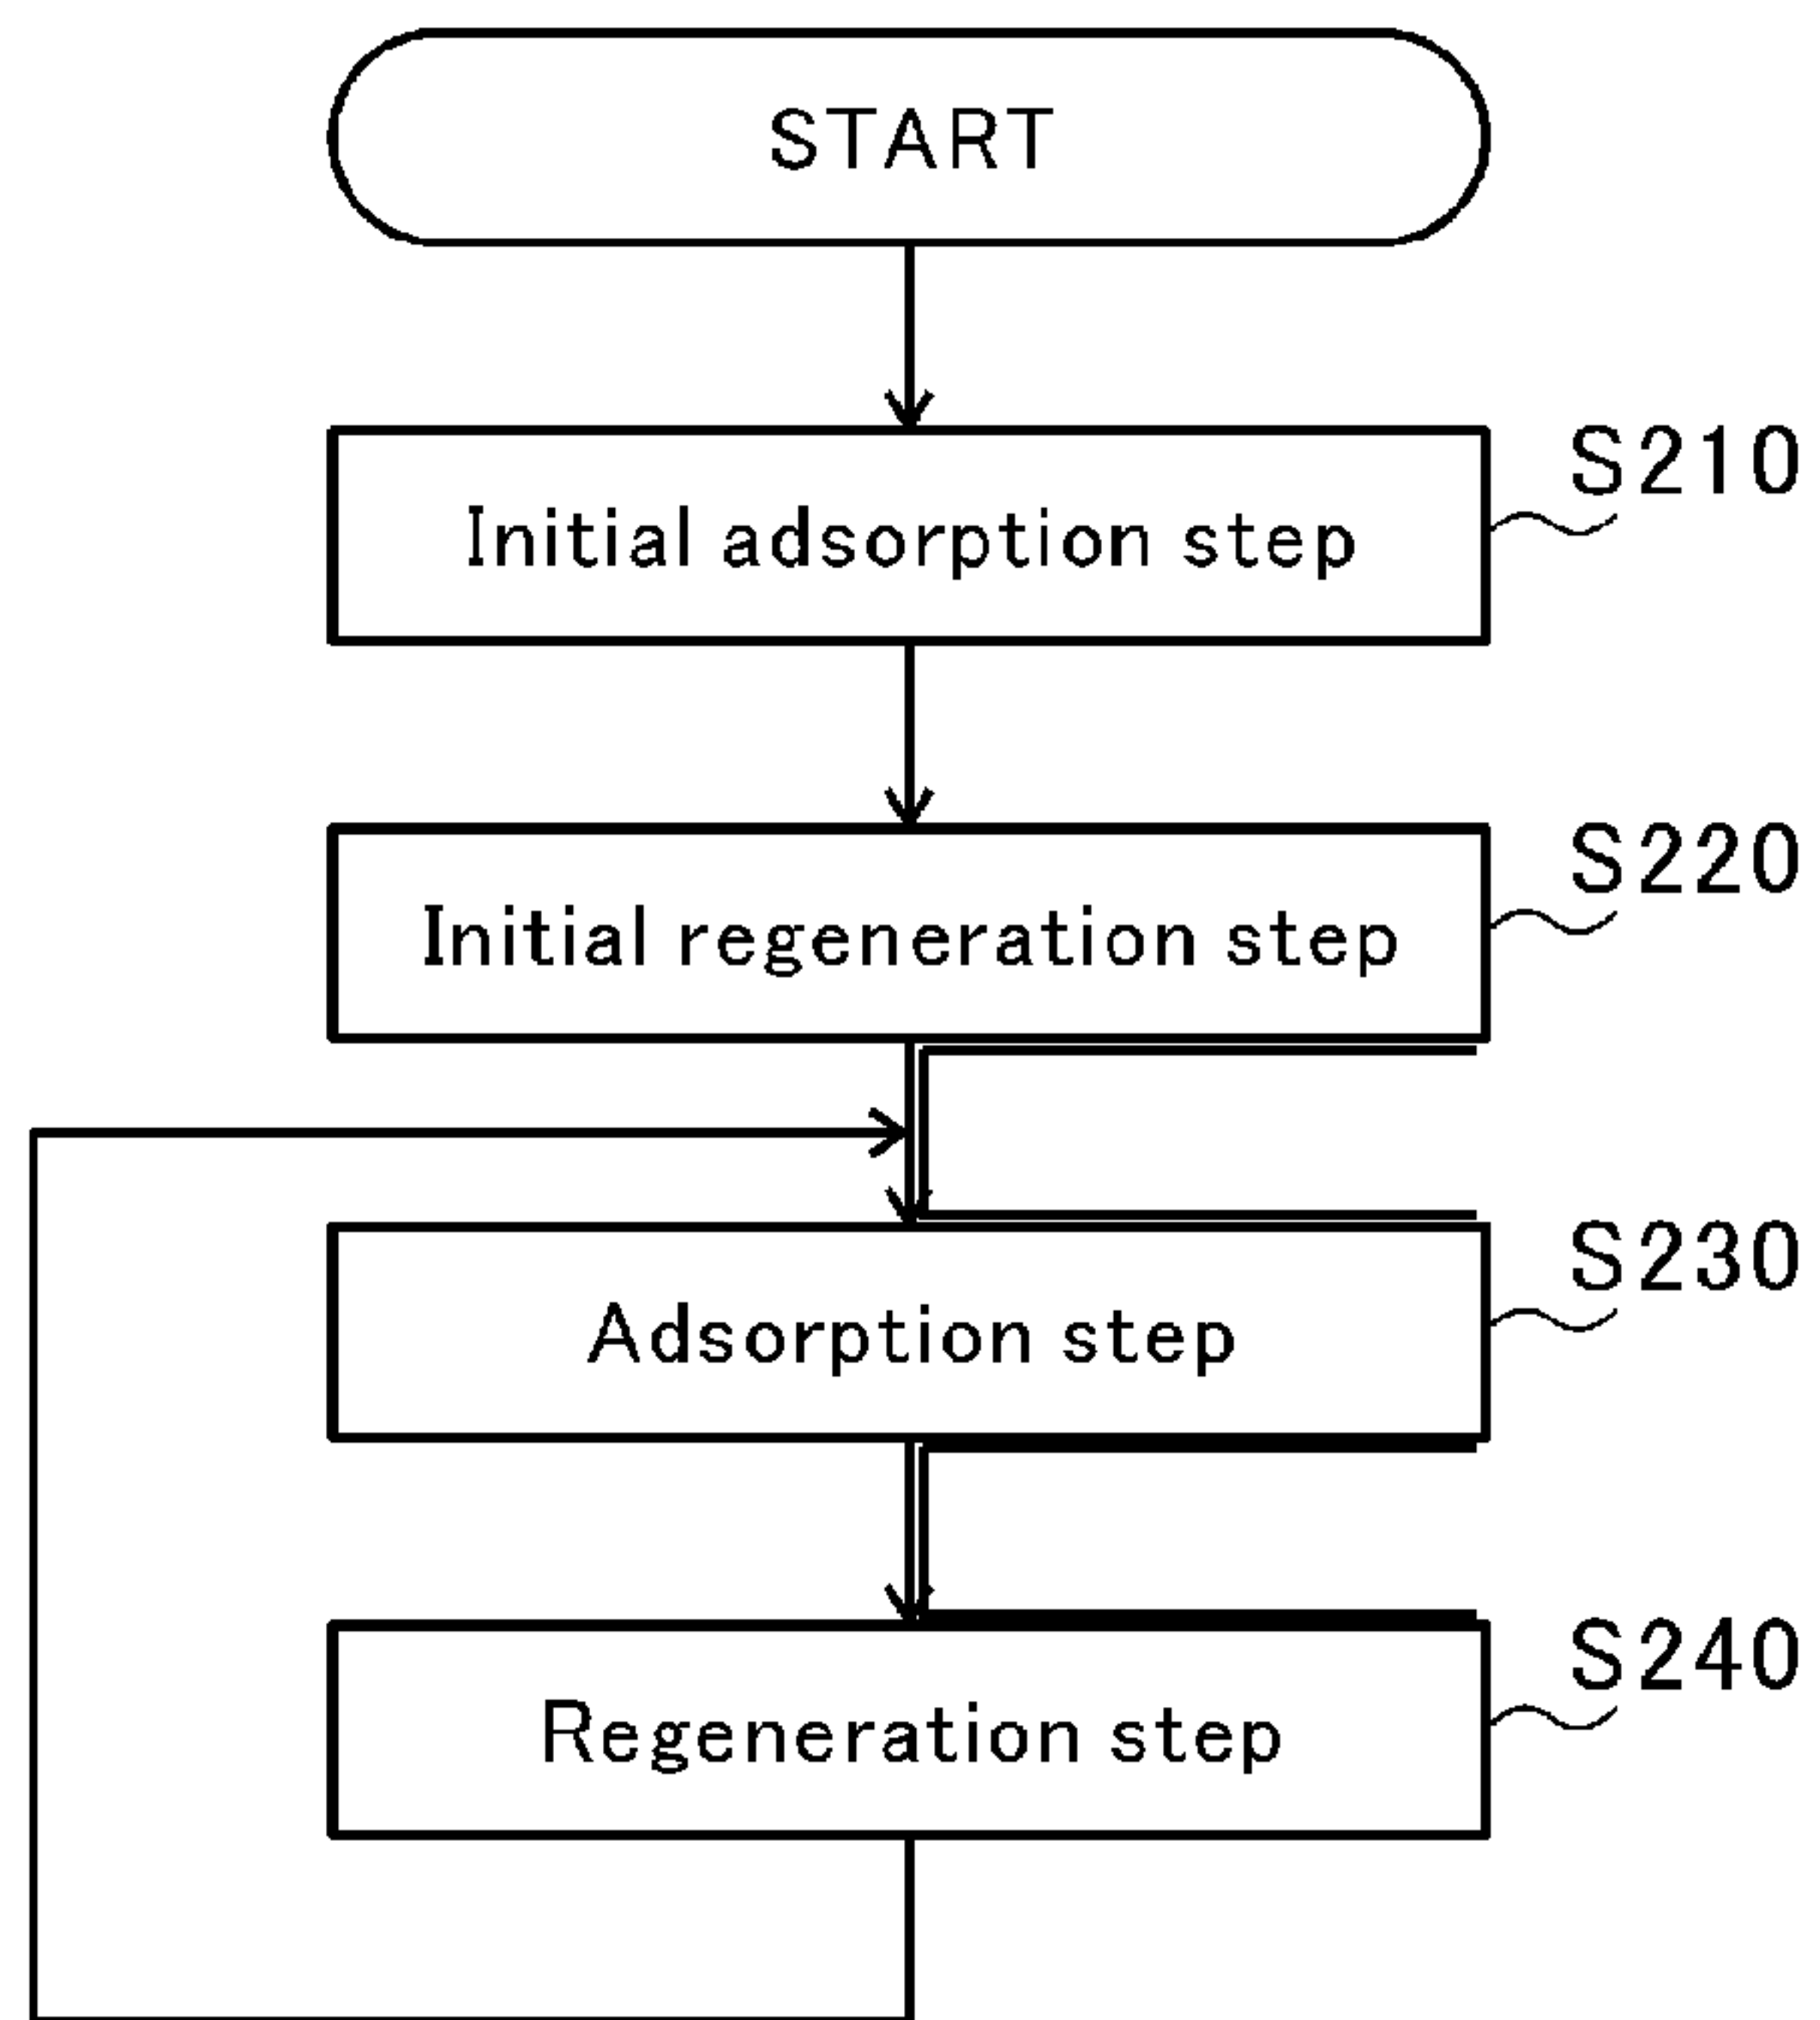 START
S210
Initial adsorption step
S220
Initial regeneration step
S230
Adsorption step
S240
Regeneration step